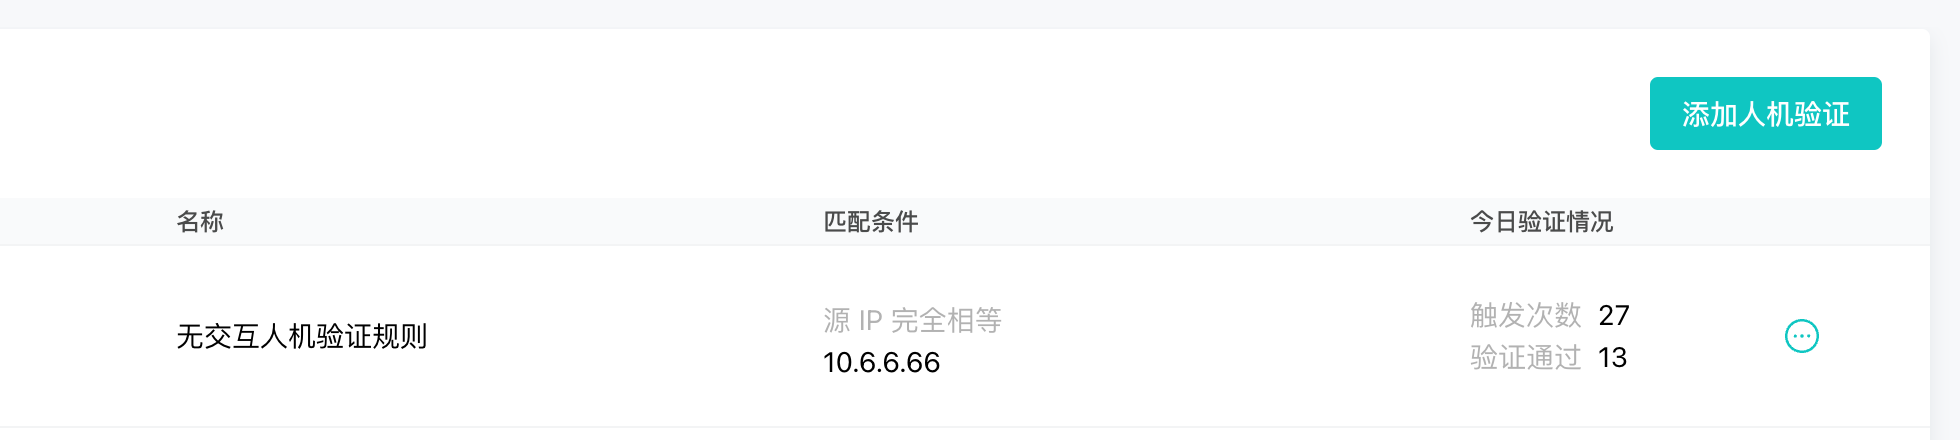 添加人机验证
名称 匹配条件 今日验证情况
无交互人机验证规则
源 IP 完全相等
10.6.6.66
触发次数 27
验证通过 13